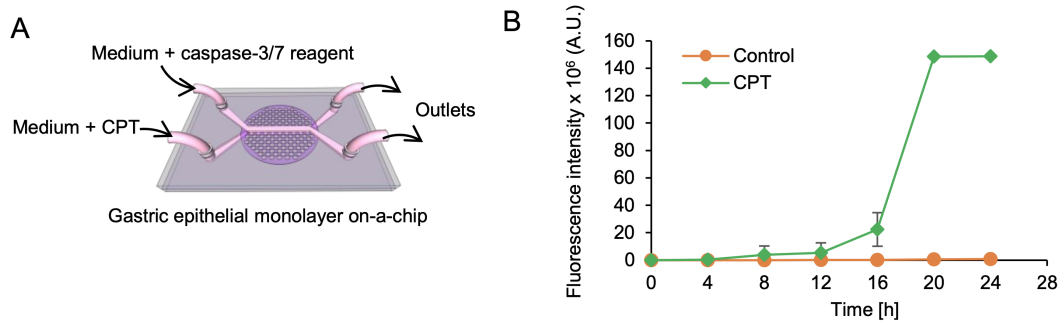 A
Medium + caspase-3/7 reagent
Medium + CPT
Outlets
Gastric epithelial monolayer on-a-chip
B
Fluorescence intensity x 10⁶ (A.U.)
160
140
120
100
80
60
40
20
0
Control
CPT
0 4 8 12 16 20 24 28
Time [h]